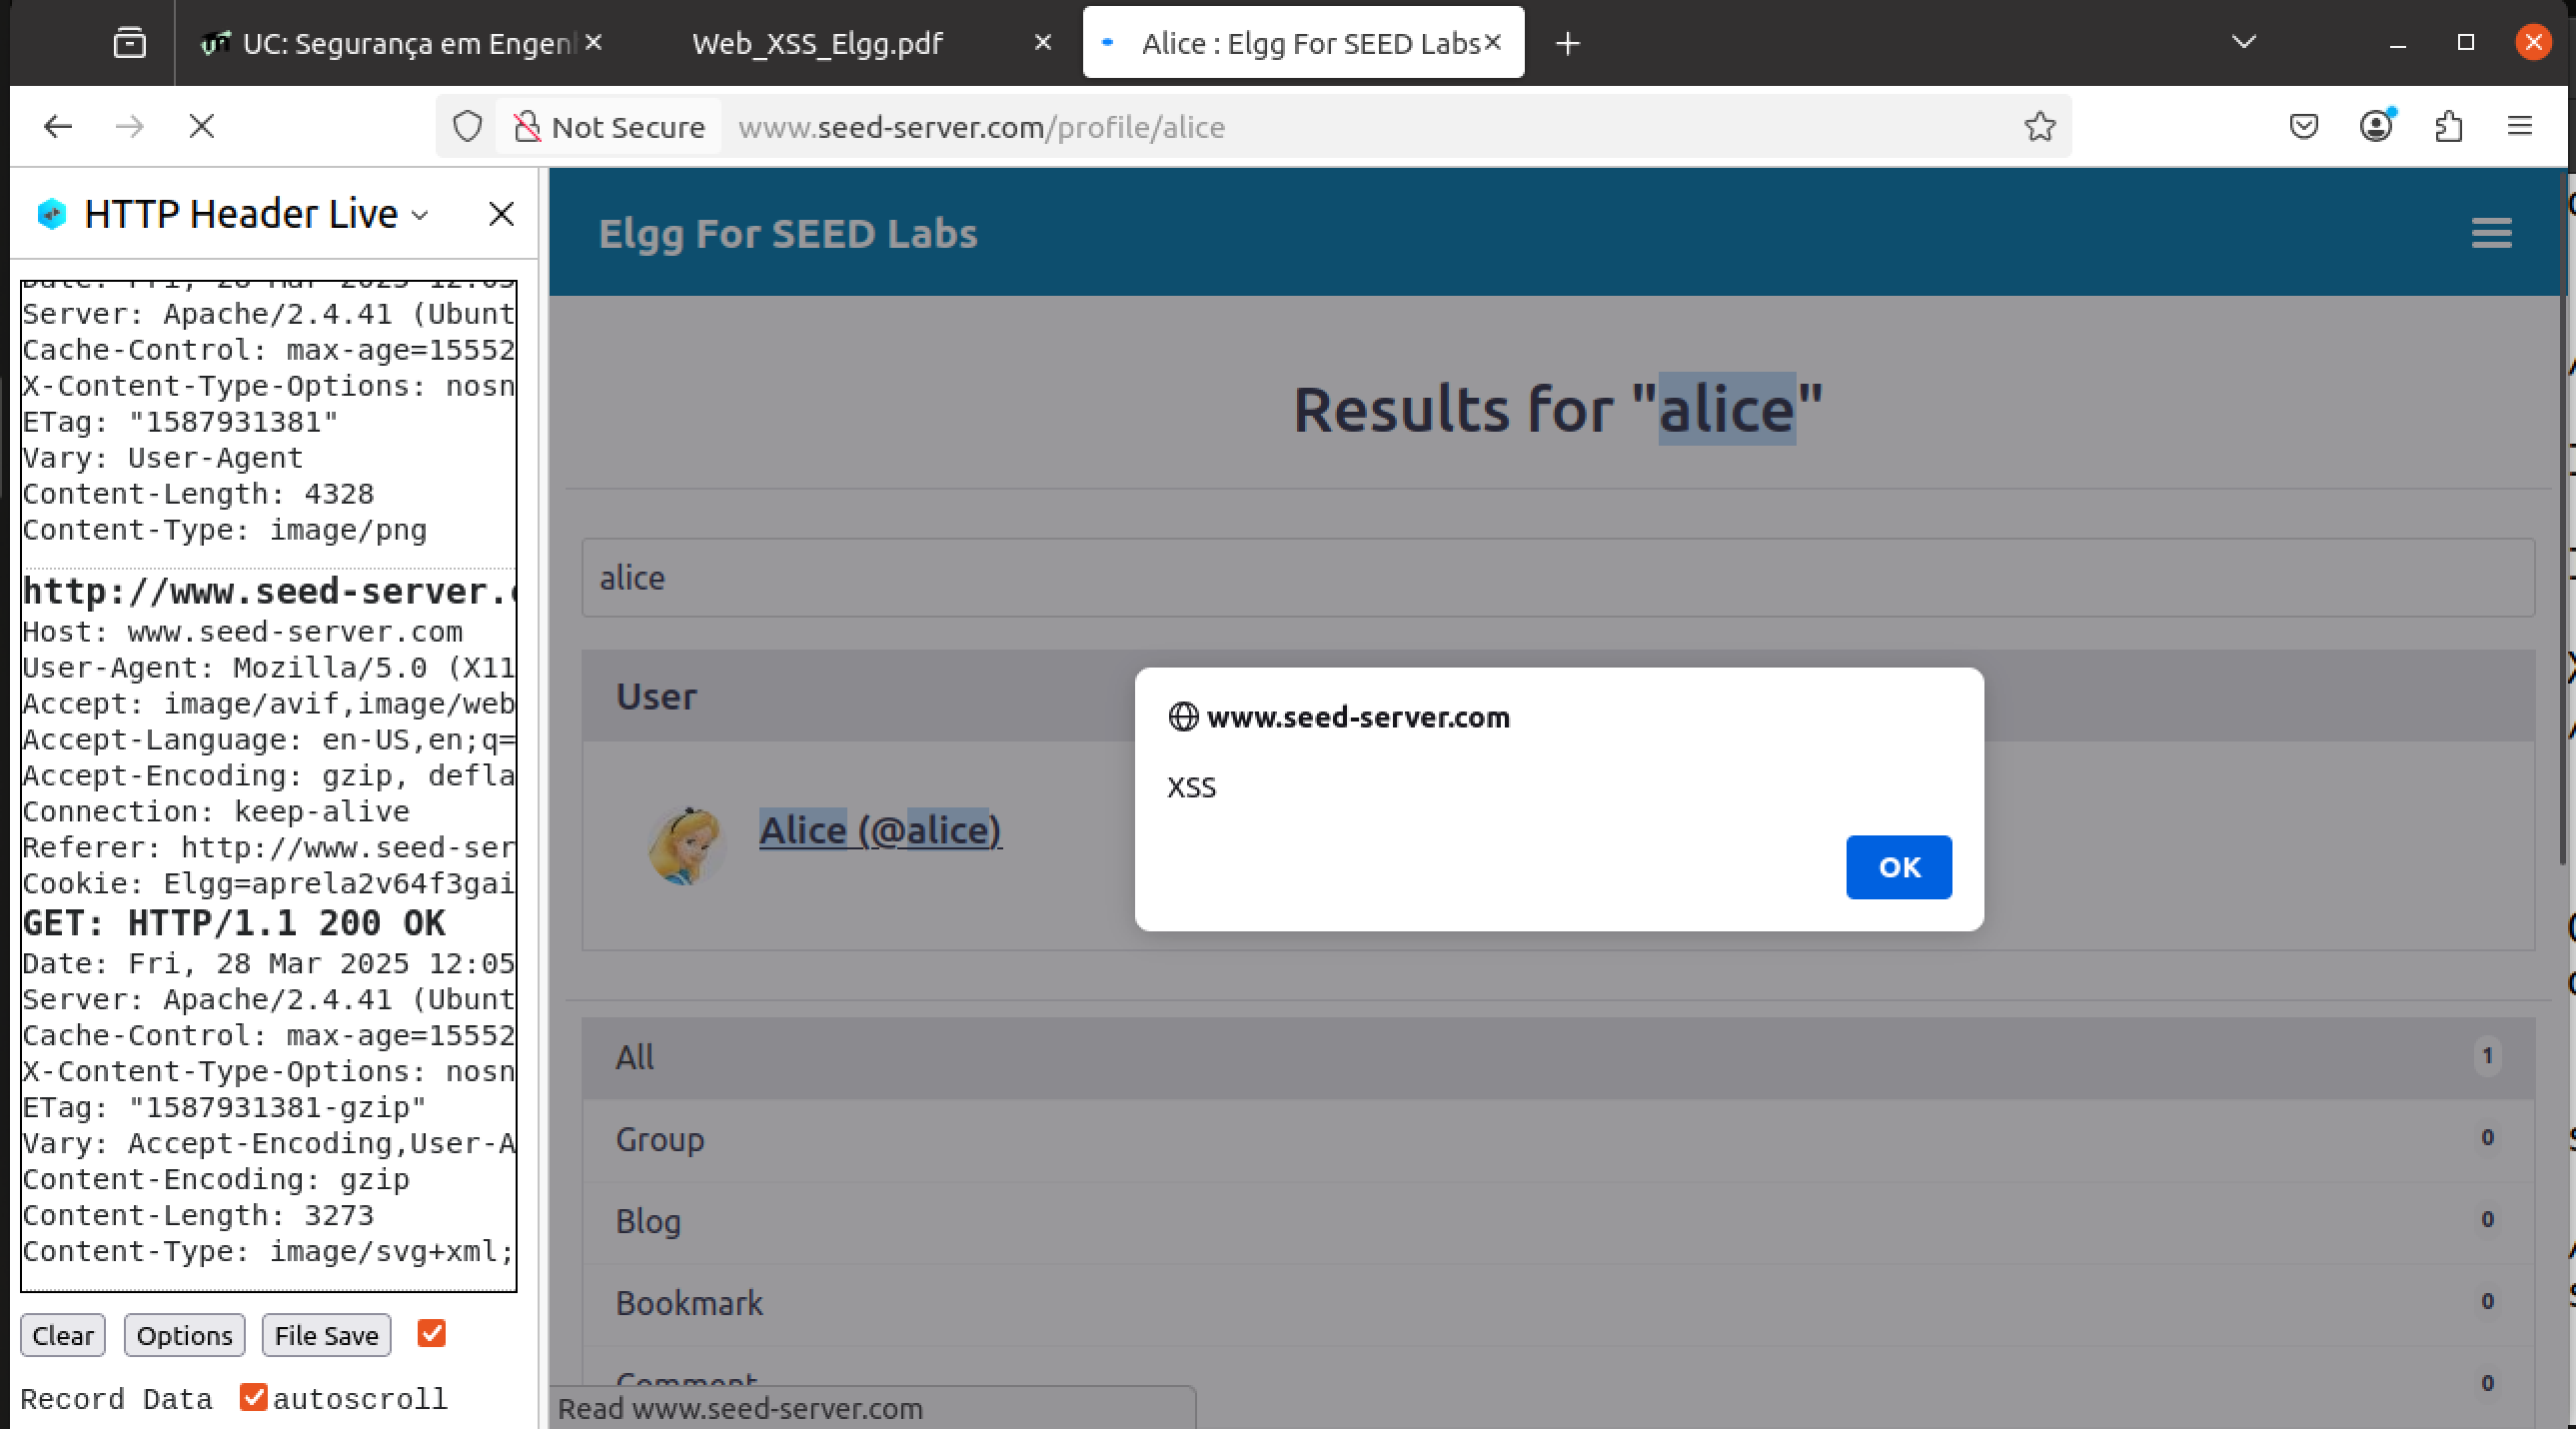 UC: Segurança em Engenl
Web_XSS_Elgg.pdf
Alice : Elgg For SEED Labs
Not Secure
www.seed-server.com/profile/alice
HTTP Header Live
Server: Apache/2.4.41 (Ubunt
Cache-Control: max-age=15552
X-Content-Type-Options: nosn
ETag: "1587931381"
Vary: User-Agent
Content-Length: 4328
Content-Type: image/png
http://www.seed-server.c
Host: www.seed-server.com
User-Agent: Mozilla/5.0 (X11
Accept: image/avif,image/web
Accept-Language: en-US,en;q=
Accept-Encoding: gzip, defla
Connection: keep-alive
Referer: http://www.seed-ser
Cookie: Elgg=aprela2v64f3gai
GET: HTTP/1.1 200 OK
Date: Fri, 28 Mar 2025 12:05
Server: Apache/2.4.41 (Ubunt
Cache-Control: max-age=15552
X-Content-Type-Options: nosn
ETag: "1587931381-gzip"
Vary: Accept-Encoding,User-A
Content-Encoding: gzip
Content-Length: 3273
Content-Type: image/svg+xml;
Clear
Options
File Save
Record Data
autoscroll
Elgg For SEED Labs
Results for "alice"
alice
User
Alice (@alice)
www.seed-server.com
XSS
OK
All 1
Group 0
Blog 0
Bookmark 0
Comment 0
Read www.seed-server.com